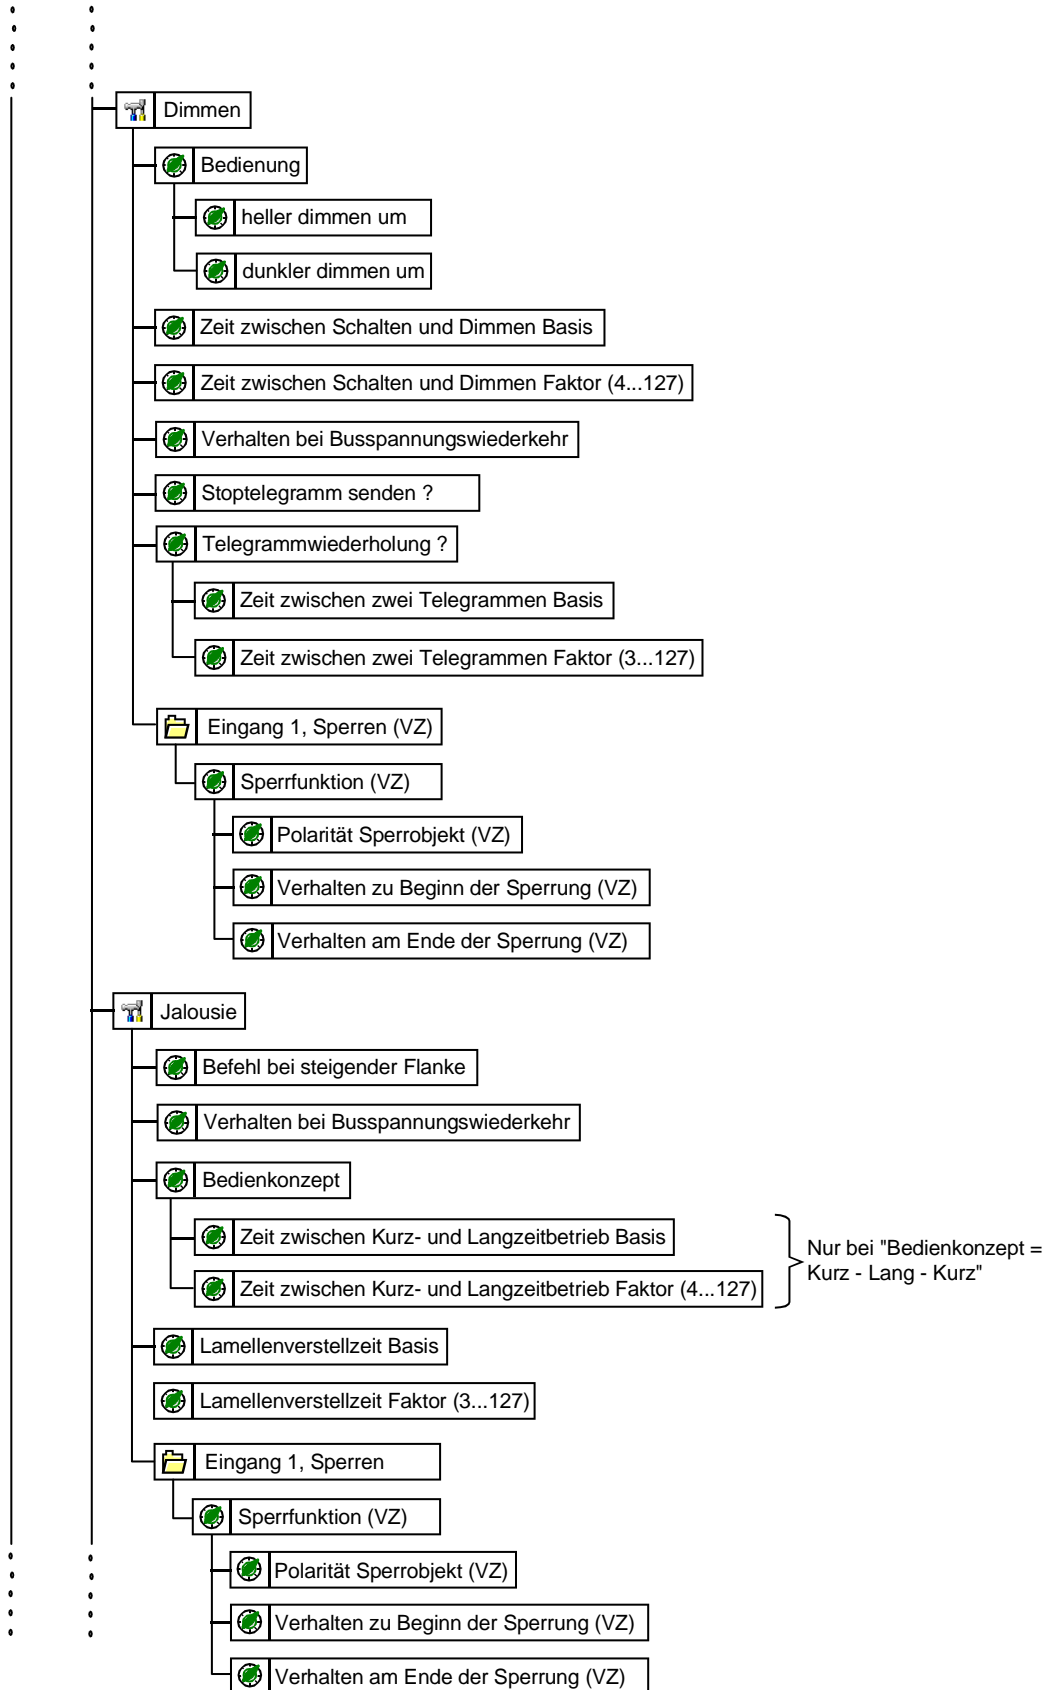 Dimmen
Bedienung
heller dimmen um
dunkler dimmen um
Zeit zwischen Schalten und Dimmen Basis
Zeit zwischen Schalten und Dimmen Faktor (4...127)
Verhalten bei Busspannungswiederkehr
Stoptelegramm senden ?
Telegrammwiederholung ?
Zeit zwischen zwei Telegrammen Basis
Zeit zwischen zwei Telegrammen Faktor (3...127)
Eingang 1, Sperren (VZ)
Sperrfunktion (VZ)
Polarität Sperrobjekt (VZ)
Verhalten zu Beginn der Sperrung (VZ)
Verhalten am Ende der Sperrung (VZ)
Jalousie
Befehl bei steigender Flanke
Verhalten bei Busspannungswiederkehr
Bedienkonzept
Zeit zwischen Kurz- und Langzeitbetrieb Basis
Zeit zwischen Kurz- und Langzeitbetrieb Faktor (4...127)
Nur bei "Bedienkonzept =
Kurz - Lang - Kurz"
Lamellenverstellzeit Basis
Lamellenverstellzeit Faktor (3...127)
Eingang 1, Sperren
Sperrfunktion (VZ)
Polarität Sperrobjekt (VZ)
Verhalten zu Beginn der Sperrung (VZ)
Verhalten am Ende der Sperrung (VZ)